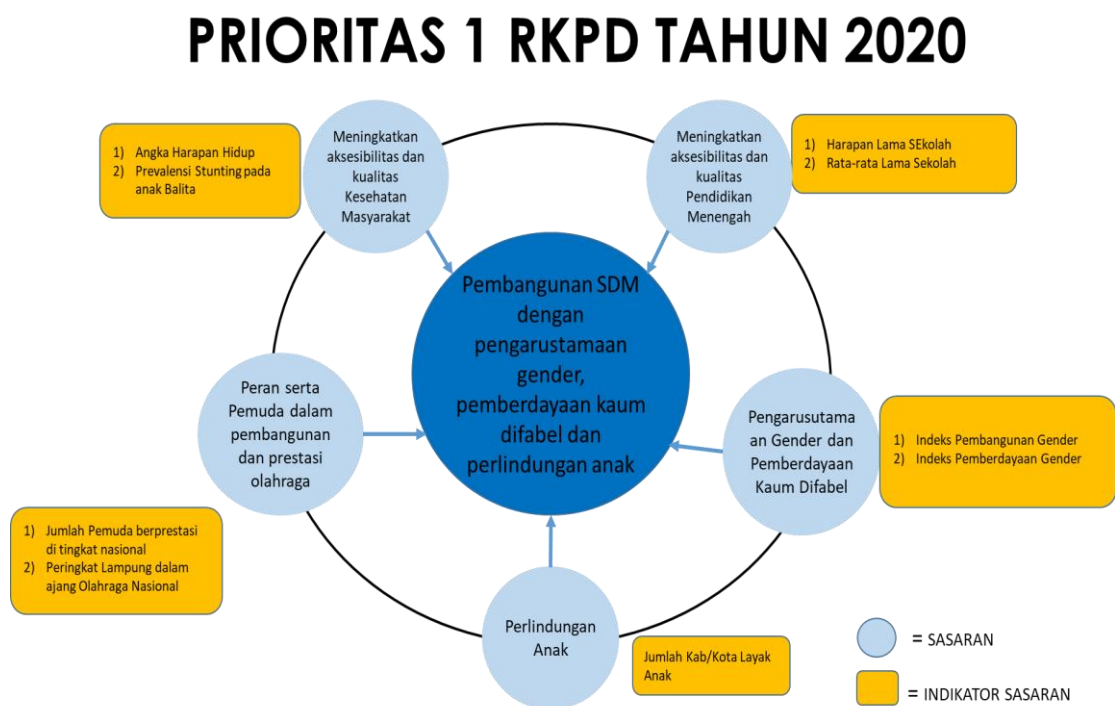 PRIORITAS 1 RKPD TAHUN 2020
1) Angka Harapan Hidup
2) Prevalensi Stunting pada
anak Balita
Meningkatkan
aksesibilitas dan
kualitas
Kesehatan
Masyarakat
Meningkatkan
aksesibilitas dan
kualitas
Pendidikan
Menengah
1) Harapan Lama SEkolah
2) Rata-rata Lama Sekolah
Pembangunan SDM
dengan
pengarustamaan
gender,
pemberdayaan kaum
difabel dan
perlindungan anak
Peran serta
Pemuda dalam
pembangunan
dan prestasi
olahraga
Pengarusutama
an Gender dan
Pemberdayaan
Kaum Difabel
1) Indeks Pembangunan Gender
2) Indeks Pemberdayaan Gender
1) Jumlah Pemuda berprestasi
di tingkat nasional
2) Peringkat Lampung dalam
ajang Olahraga Nasional
Perlindungan
Anak
Jumlah Kab/Kota Layak
Anak
= SASARAN
= INDIKATOR SASARAN